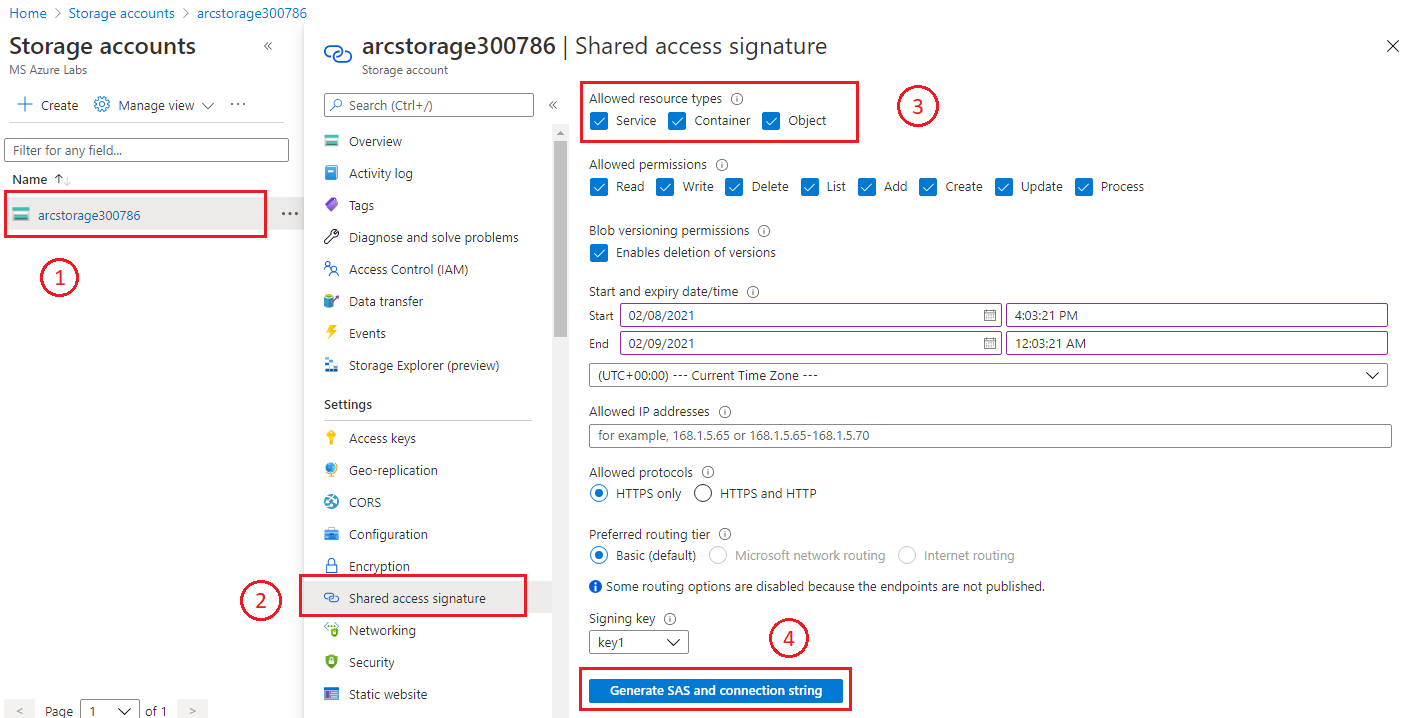 Home > Storage accounts > arcstorage300786
Storage accounts «
MS Azure Labs
+ Create Manage view ...
Filter for any field...
Name ↑↓
arcstorage300786 ...
1
< Page 1 of 1 >
arcstorage300786 | Shared access signature
Storage account
Search (Ctrl+/) «
Overview
Activity log
Tags
Diagnose and solve problems
Access Control (IAM)
Data transfer
Events
Storage Explorer (preview)
Settings
Access keys
Geo-replication
CORS
Configuration
Encryption
2
Shared access signature
Networking
Security
Static website
Allowed resource types
Service Container Object
3
Allowed permissions
Read Write Delete List Add Create Update Process
Blob versioning permissions
Enables deletion of versions
Start and expiry date/time
Start 02/08/2021 4:03:21 PM
End 02/09/2021 12:03:21 AM
(UTC+00:00) --- Current Time Zone ---
Allowed IP addresses
for example, 168.1.5.65 or 168.1.5.65-168.1.5.70
Allowed protocols
HTTPS only HTTPS and HTTP
Preferred routing tier
Basic (default) Microsoft network routing Internet routing
Some routing options are disabled because the endpoints are not published.
Signing key
key1
4
Generate SAS and connection string